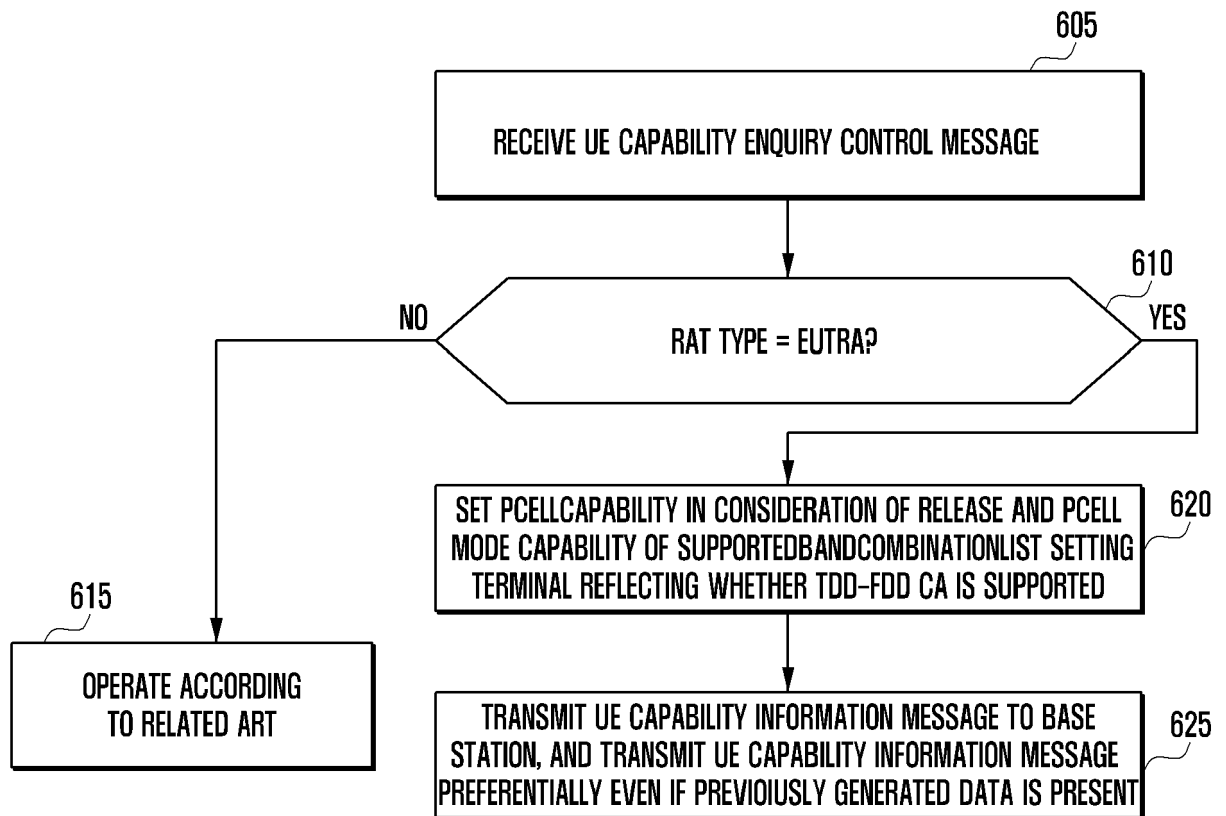 605
RECEIVE UE CAPABILITY ENQUIRY CONTROL MESSAGE
610
NO
YES
RAT TYPE = EUTRA?
620
SET PCELLCAPABILITY IN CONSIDERATION OF RELEASE AND PCELL
MODE CAPABILITY OF SUPPORTEDBANDCOMBINATIONLIST SETTING
TERMINAL REFLECTING WHETHER TDD-FDD CA IS SUPPORTED
615
OPERATE ACCORDING
TO RELATED ART
625
TRANSMIT UE CAPABILITY INFORMATION MESSAGE TO BASE
STATION, AND TRANSMIT UE CAPABILITY INFORMATION MESSAGE
PREFERENTIALLY EVEN IF PREVIOIUSLY GENERATED DATA IS PRESENT